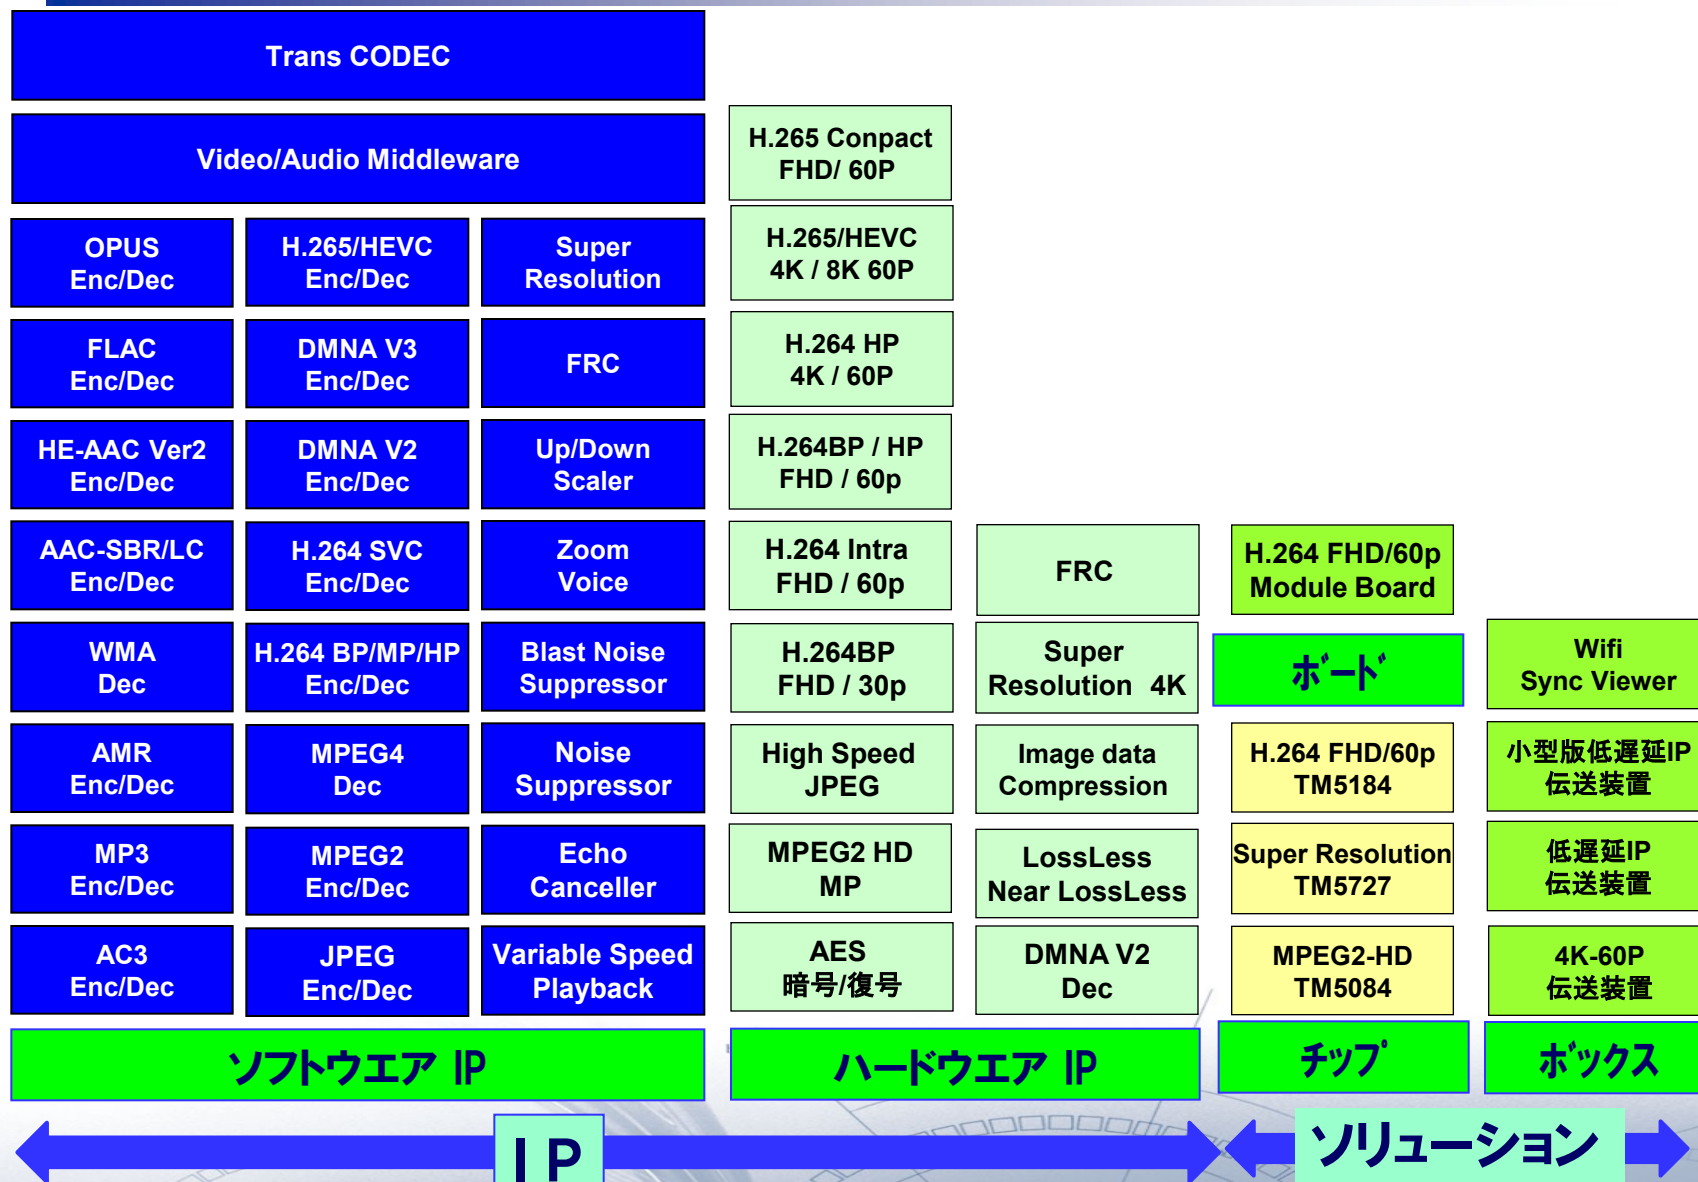 Trans CODEC
Video/Audio Middleware
OPUS
Enc/Dec
H.265/HEVC
Enc/Dec
Super
Resolution
FLAC
Enc/Dec
DMNA V3
Enc/Dec
FRC
HE-AAC Ver2
Enc/Dec
DMNA V2
Enc/Dec
Up/Down
Scaler
AAC-SBR/LC
Enc/Dec
H.264 SVC
Enc/Dec
Zoom
Voice
WMA
Dec
H.264 BP/MP/HP
Enc/Dec
Blast Noise
Suppressor
AMR
Enc/Dec
MPEG4
Dec
Noise
Suppressor
MP3
Enc/Dec
MPEG2
Enc/Dec
Echo
Canceller
AC3
Enc/Dec
JPEG
Enc/Dec
Variable Speed
Playback
ソフトウエア IP
H.265 Conpact
FHD/ 60P
H.265/HEVC
4K / 8K 60P
H.264 HP
4K / 60P
H.264BP / HP
FHD / 60p
H.264 Intra
FHD / 60p
FRC
H.264BP
FHD / 30p
Super
Resolution 4K
High Speed
JPEG
Image data
Compression
MPEG2 HD
MP
LossLess
Near LossLess
AES
暗号/復号
DMNA V2
Dec
ハードウエア IP
H.264 FHD/60p
Module Board
ボード
H.264 FHD/60p
TM5184
Super Resolution
TM5727
MPEG2-HD
TM5084
チップ
Wifi
Sync Viewer
小型版低遅延IP
伝送装置
低遅延IP
伝送装置
4K-60P
伝送装置
ボックス
ＩＰ
ソリューション